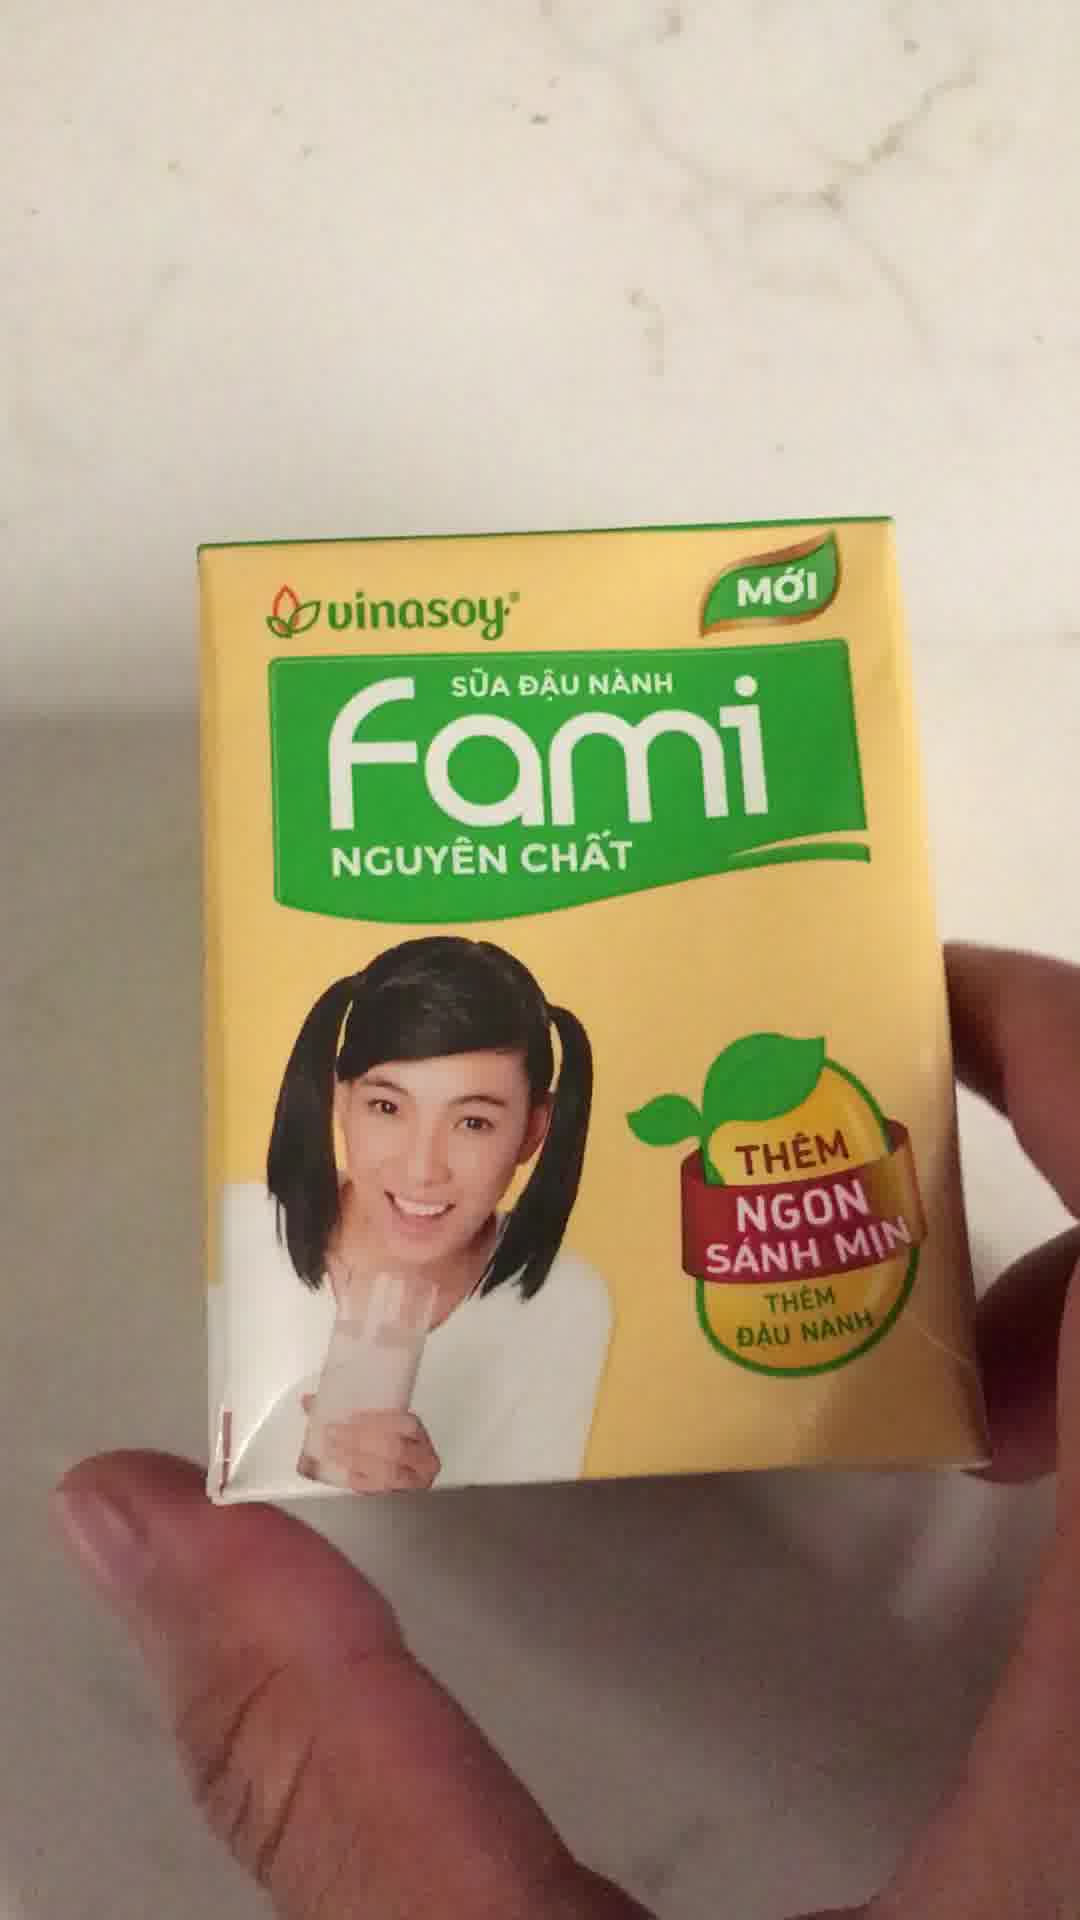 vinasoy
MỚI
SỮA ĐẬU NÀNH
fami
NGUYÊN CHẤT
THÊM
NGON
SÁNH MỊN
THÊM
ĐẬU NÀNH